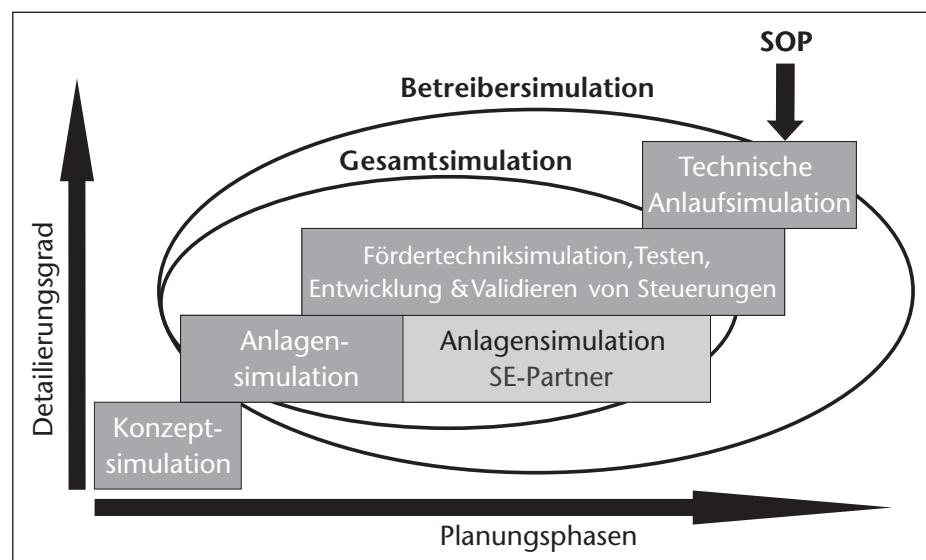 SOP
Betreibersimulation
Gesamtsimulation
Technische
Anlaufsimulation
Fördertechniksimulation, Testen,
Entwicklung & Validieren von Steuerungen
Anlagen-
simulation
Anlagensimulation
SE-Partner
Konzept-
simulation
Detailierungsgrad
Planungsphasen